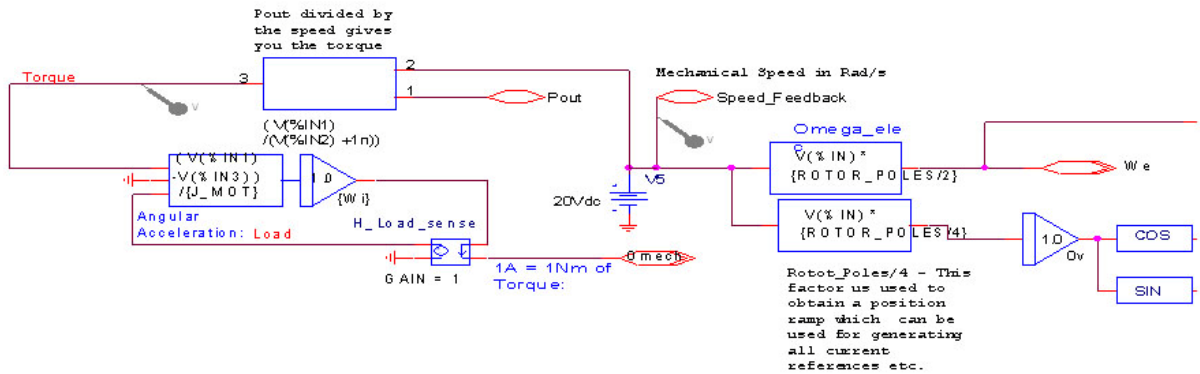 Pout divided by
the speed gives
you the torque
Torque
3
2
1
Pout
( V(%IN1)
/(V(%IN2) +1n))
Mechanical Speed in Rad/s
Speed_Feedback
Omega_ele
V(% IN)*
{ROTOR_POLES/2}
We
( V(% IN1)
-V(% IN3))
/{J_MOT}
1.0
{Wi}
Angular
Acceleration: Load
H_Load_sense
GAIN = 1
1A = 1Nm of
Torque:
Omech
V5
20Vdc
V(% IN)*
{ROTOR_POLES/4}
1.0
0v
COS
SIN
Rotot_Poles/4 - This
factor us used to
obtain a position
ramp which can be
used for generating
all current
references etc.